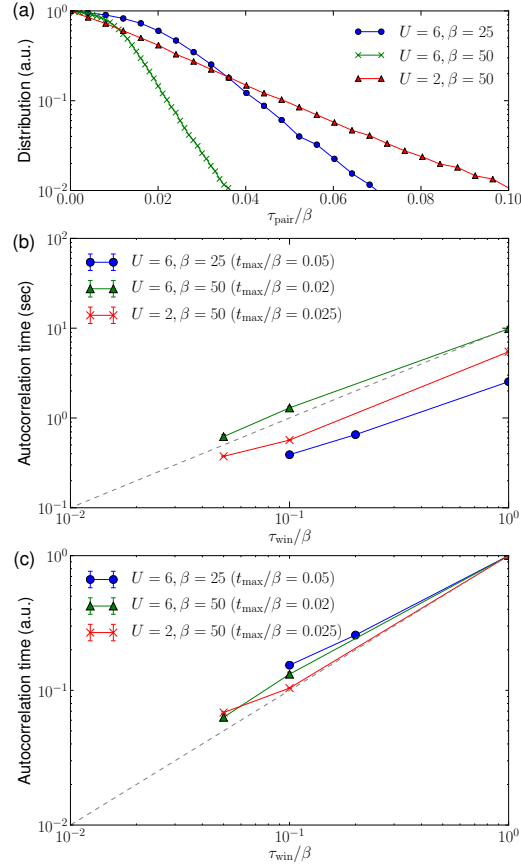 (a)
Distribution (a.u.)
10^0
10^{-1}
10^{-2}
U = 6, β = 25
U = 6, β = 50
U = 2, β = 50
0.00 0.02 0.04 0.06 0.08 0.10
τ_pair/β
(b)
Autocorrelation time (sec)
10^2
10^1
10^0
10^{-1}
U = 6, β = 25 (t_max/β = 0.05)
U = 6, β = 50 (t_max/β = 0.02)
U = 2, β = 50 (t_max/β = 0.025)
10^{-2} 10^{-1} 10^0
τ_win/β
(c)
Autocorrelation time (a.u.)
10^0
10^{-1}
10^{-2}
U = 6, β = 25 (t_max/β = 0.05)
U = 6, β = 50 (t_max/β = 0.02)
U = 2, β = 50 (t_max/β = 0.025)
10^{-2} 10^{-1} 10^0
τ_win/β